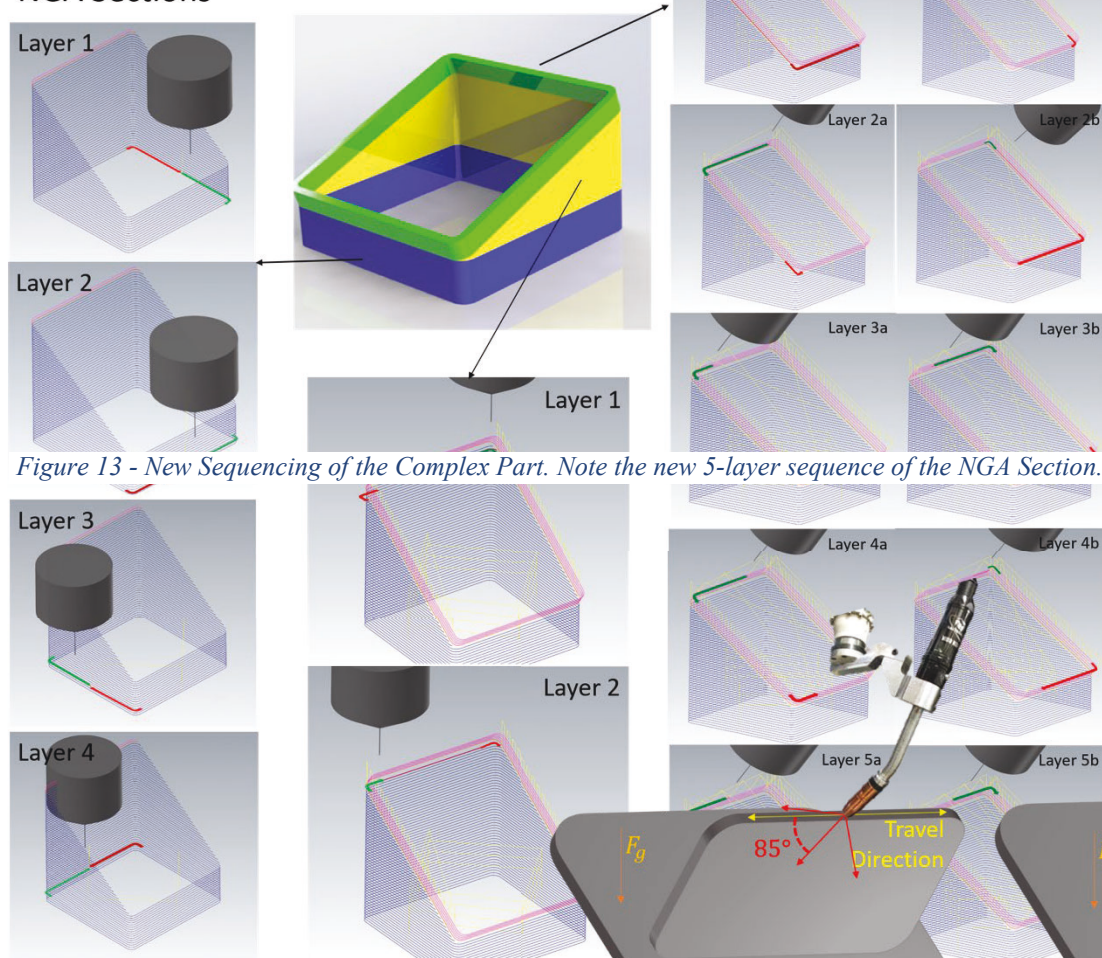 Layer 1
Layer 2a
Layer 2b
Layer 2
Layer 3a
Layer 3b
Layer 1
Figure 13 - New Sequencing of the Complex Part. Note the new 5-layer sequence of the NGA Section.
Layer 3
Layer 4a
Layer 4b
Layer 2
Layer 4
Layer 5a
Layer 5b
Travel
Direction
85°
F_g